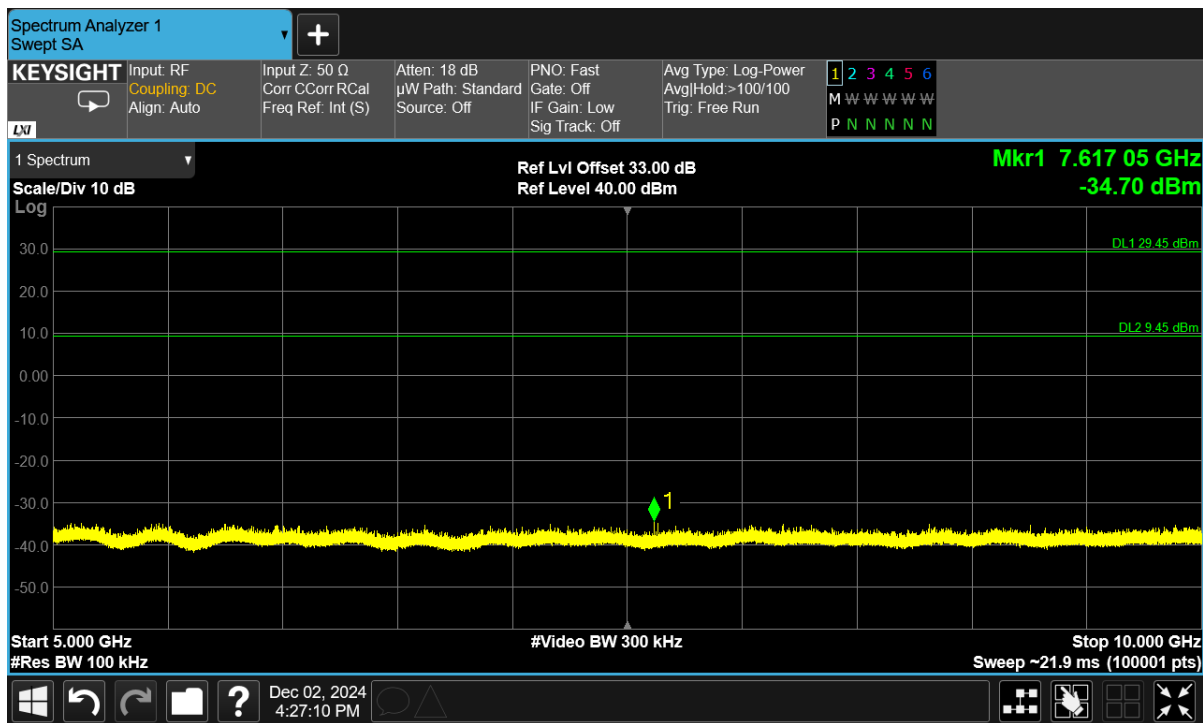 Spectrum Analyzer 1
Swept SA
+
KEYSIGHT
LXI
Input: RF
Coupling: DC
Align: Auto
Input Z: 50 Ω
Corr CCorr RCal
Freq Ref: Int (S)
Atten: 18 dB
µW Path: Standard
Source: Off
PNO: Fast
Gate: Off
IF Gain: Low
Sig Track: Off
Avg Type: Log-Power
Avg|Hold:>100/100
Trig: Free Run
1 2 3 4 5 6
M W W W W W
P N N N N N
1 Spectrum
Scale/Div 10 dB
Log
Ref Lvl Offset 33.00 dB
Ref Level 40.00 dBm
Mkr1 7.617 05 GHz
-34.70 dBm
30.0
DL1 29.45 dBm
20.0
10.0
DL2 9.45 dBm
0.00
-10.0
-20.0
-30.0
1
-40.0
-50.0
Start 5.000 GHz
#Res BW 100 kHz
#Video BW 300 kHz
Stop 10.000 GHz
Sweep ~21.9 ms (100001 pts)
?
Dec 02, 2024
4:27:10 PM